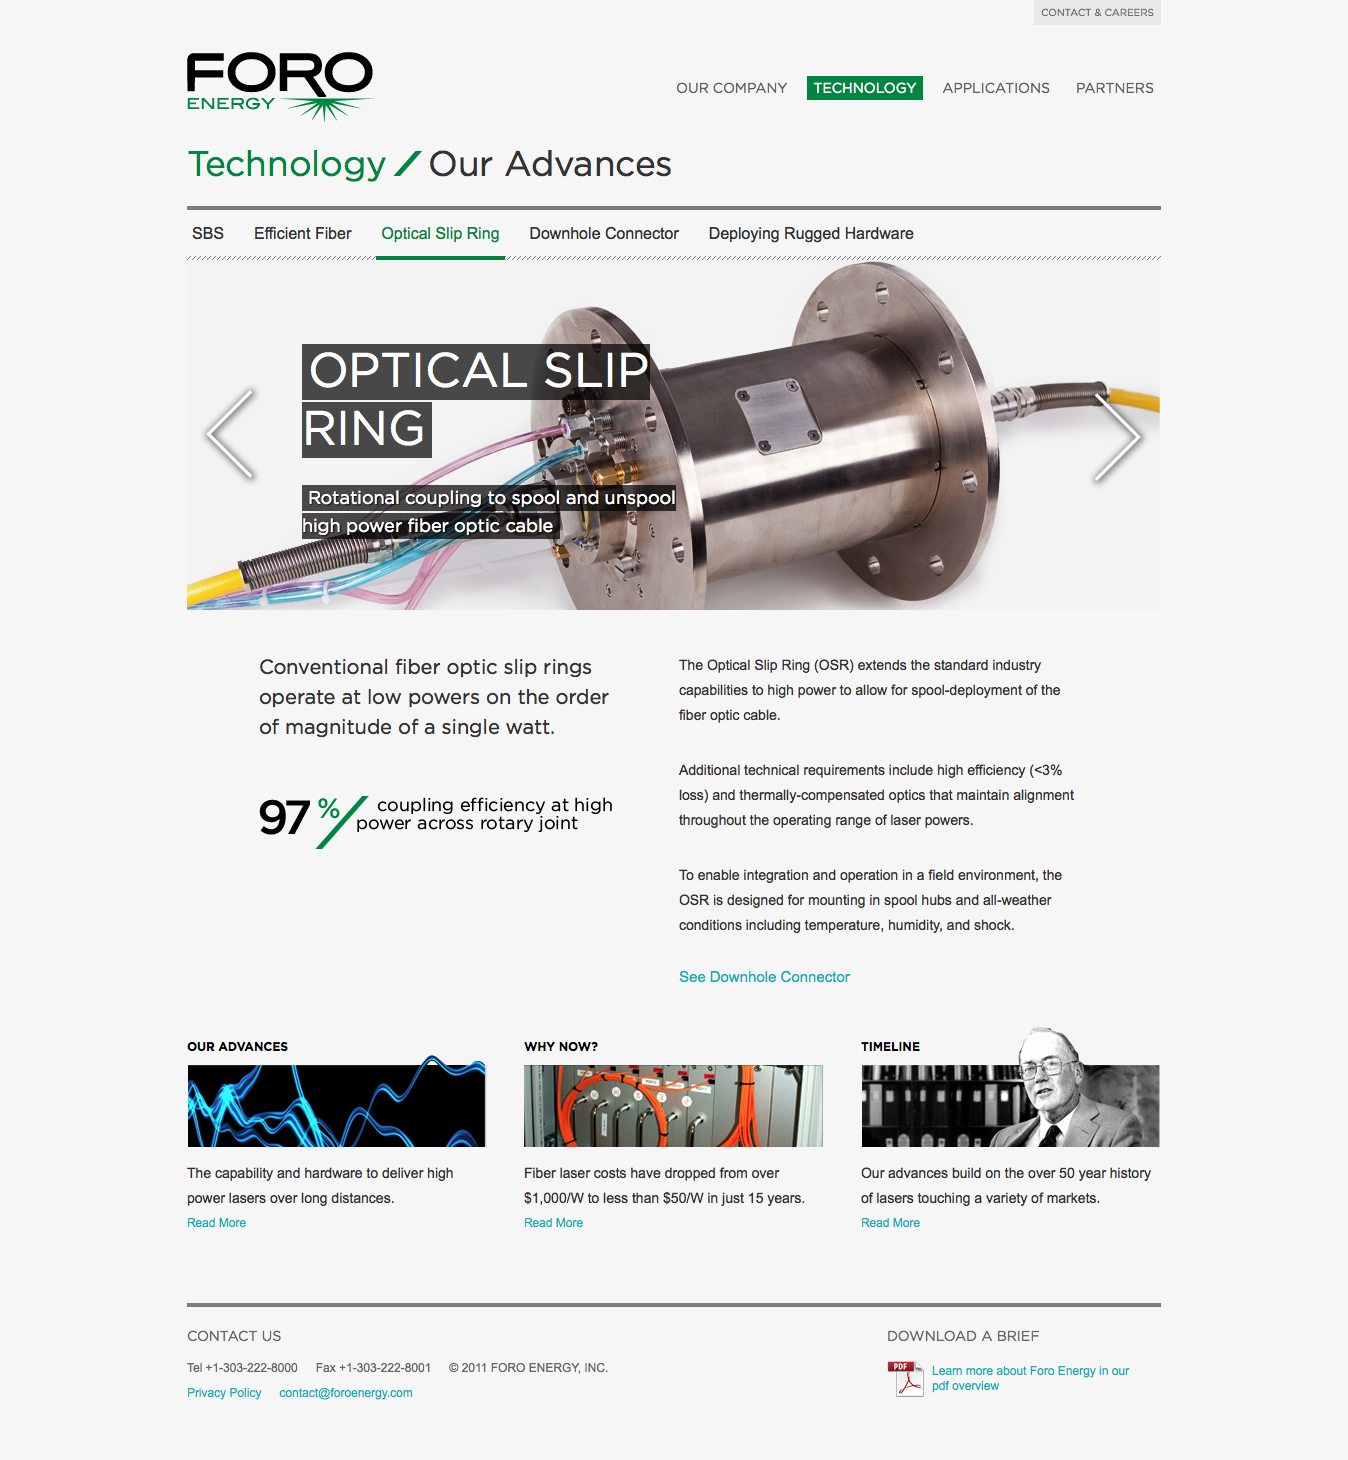 CONTACT & CAREERS
FORO
ENERGY
OUR COMPANY
TECHNOLOGY
APPLICATIONS
PARTNERS
Technology / Our Advances
SBS
Efficient Fiber
Optical Slip Ring
Downhole Connector
Deploying Rugged Hardware
OPTICAL SLIP
RING
Rotational coupling to spool and unspool
high power fiber optic cable
Conventional fiber optic slip rings
operate at low powers on the order
of magnitude of a single watt.
97 % / coupling efficiency at high
power across rotary joint
The Optical Slip Ring (OSR) extends the standard industry
capabilities to high power to allow for spool-deployment of the
fiber optic cable.
Additional technical requirements include high efficiency (<3%
loss) and thermally-compensated optics that maintain alignment
throughout the operating range of laser powers.
To enable integration and operation in a field environment, the
OSR is designed for mounting in spool hubs and all-weather
conditions including temperature, humidity, and shock.
See Downhole Connector
OUR ADVANCES
The capability and hardware to deliver high
power lasers over long distances.
Read More
WHY NOW?
Fiber laser costs have dropped from over
$1,000/W to less than $50/W in just 15 years.
Read More
TIMELINE
Our advances build on the over 50 year history
of lasers touching a variety of markets.
Read More
CONTACT US
Tel +1-303-222-8000 Fax +1-303-222-8001 © 2011 FORO ENERGY, INC.
Privacy Policy contact@foroenergy.com
DOWNLOAD A BRIEF
PDF
Learn more about Foro Energy in our
pdf overview